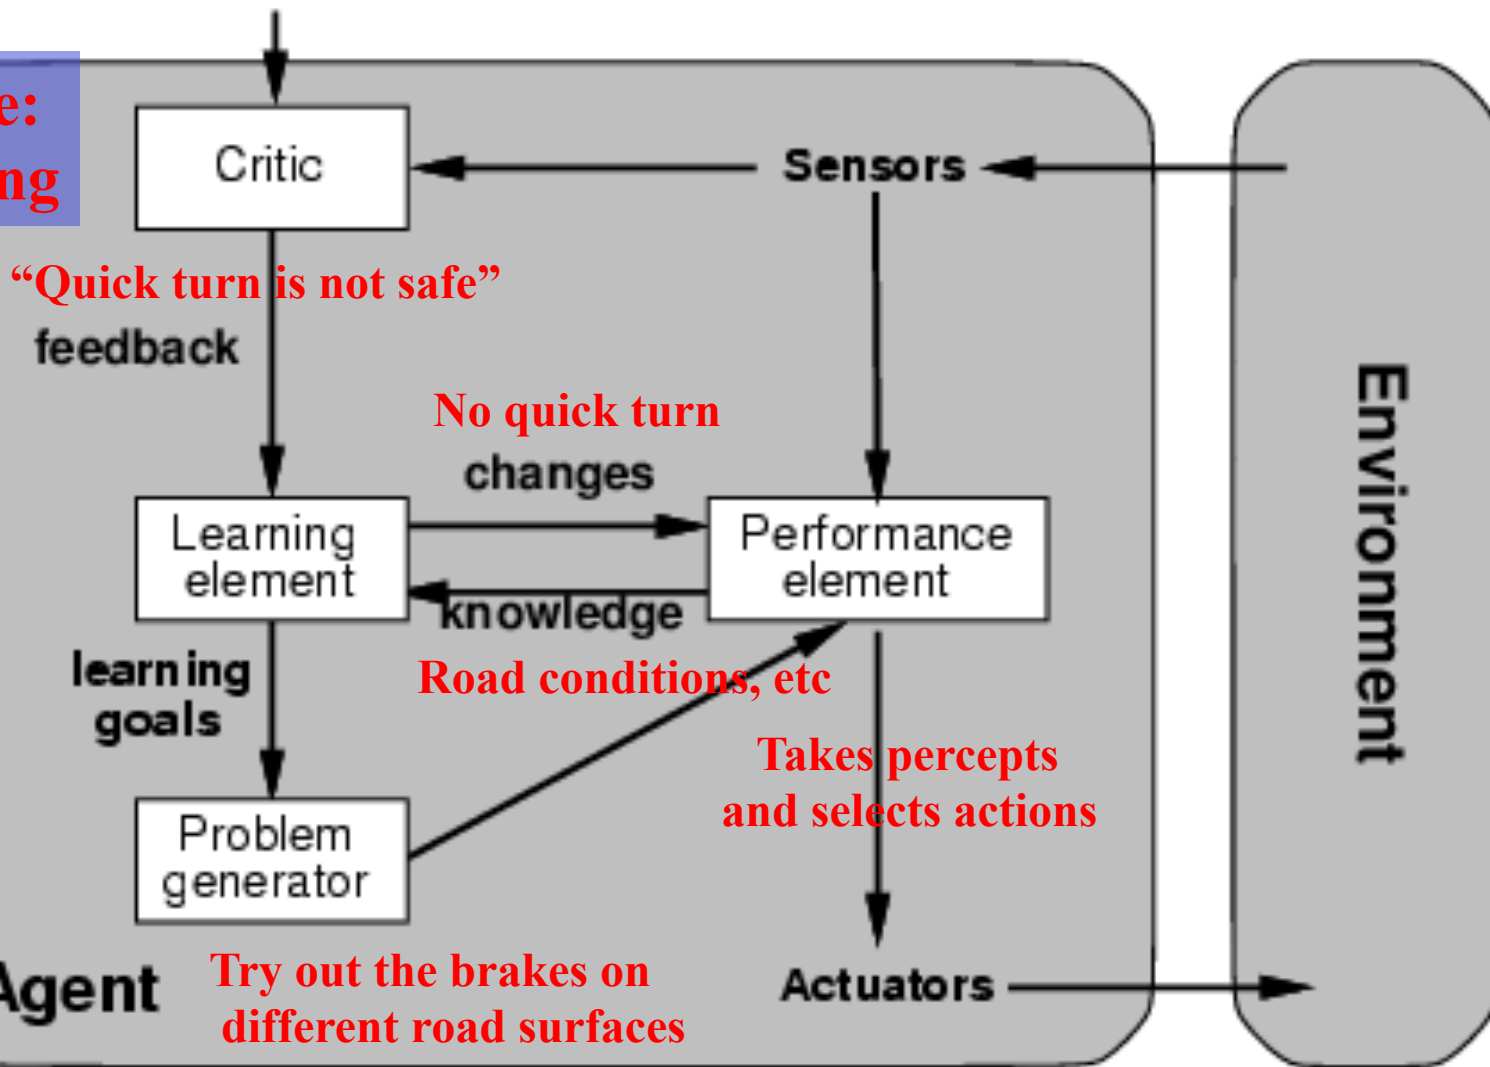 e:
ng
Critic
Sensors
“Quick turn is not safe”
feedback
No quick turn
changes
Learning
element
Performance
element
knowledge
Road conditions, etc
learning
goals
Takes percepts
and selects actions
Problem
generator
Try out the brakes on
different road surfaces
Agent
Actuators
Environment